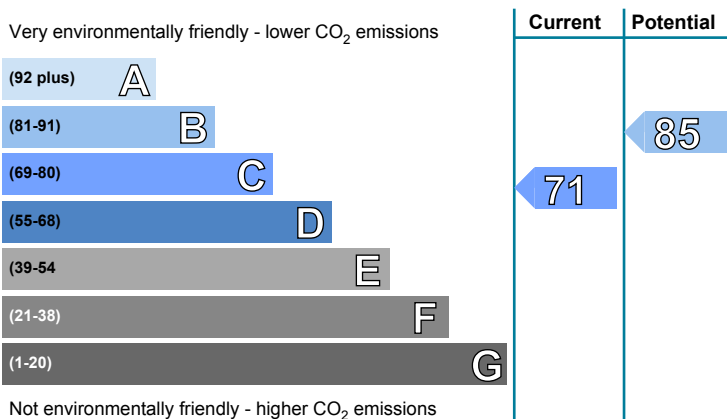 Very environmentally friendly - lower CO₂ emissions
Current
Potential
(92 plus) A
(81-91) B
85
(69-80) C
71
(55-68) D
(39-54 E
(21-38) F
(1-20) G
Not environmentally friendly - higher CO₂ emissions